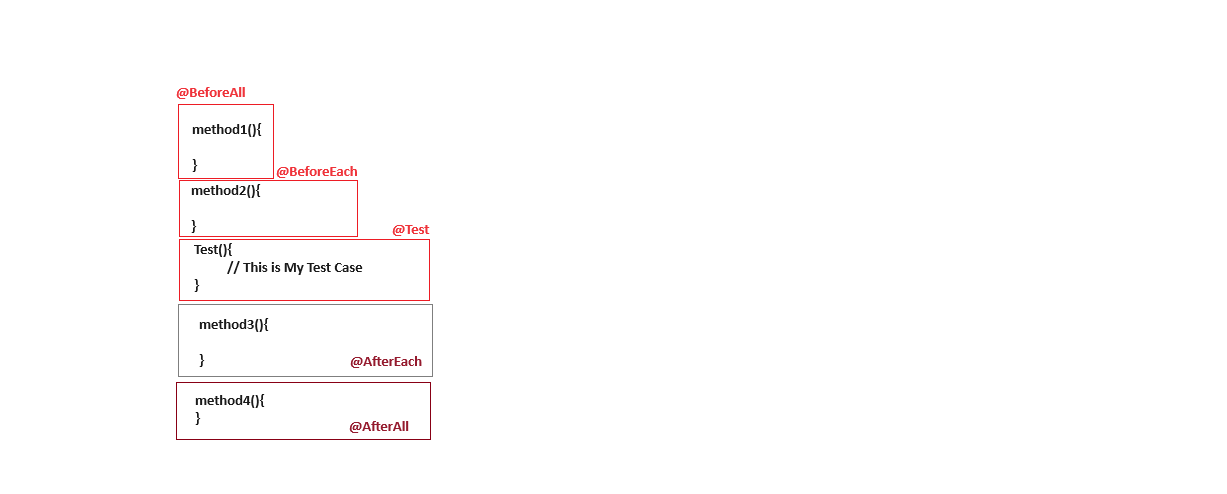 @BeforeAll
method1(){
}
@BeforeEach
method2(){
}
@Test
Test(){
// This is My Test Case
}
method3(){
}
@AfterEach
method4(){
}
@AfterAll